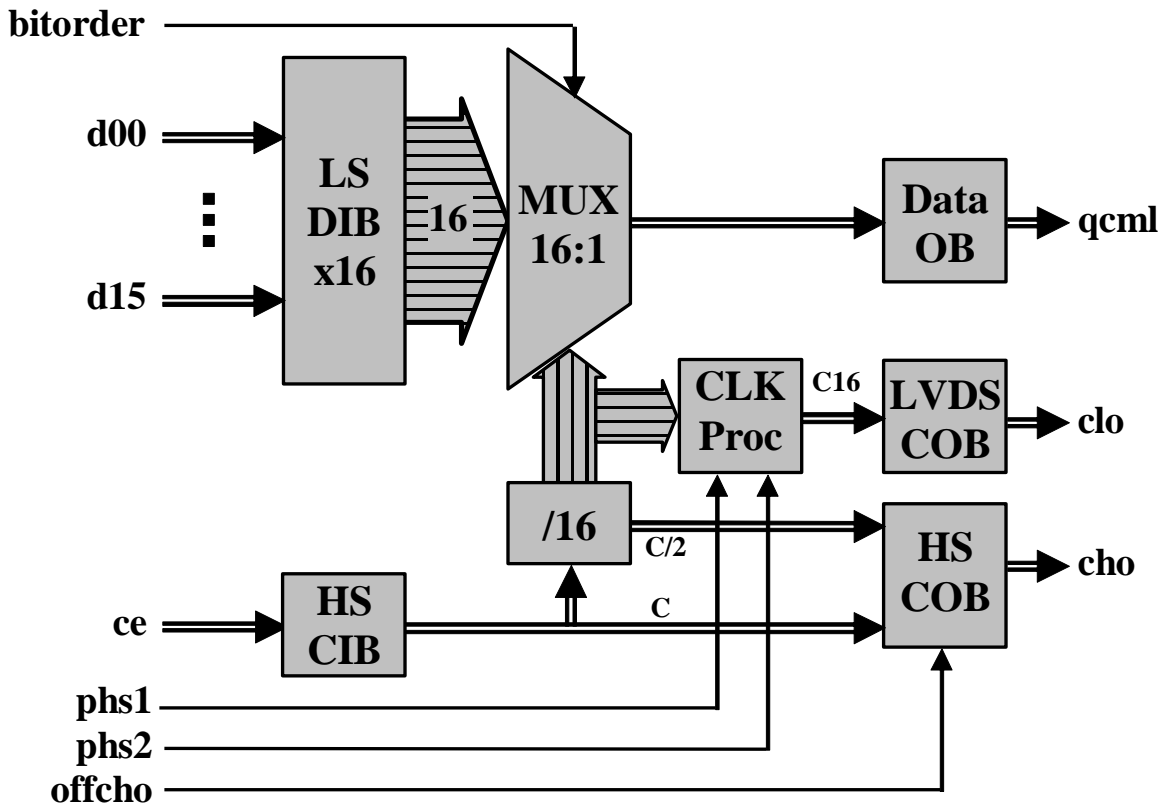 bitorder
d00
d15
LS
DIB
x16
16
MUX
16:1
Data
OB
qcml
CLK
Proc
C16
LVDS
COB
clo
/16
C/2
HS
COB
cho
ce
HS
CIB
C
phs1
phs2
offcho